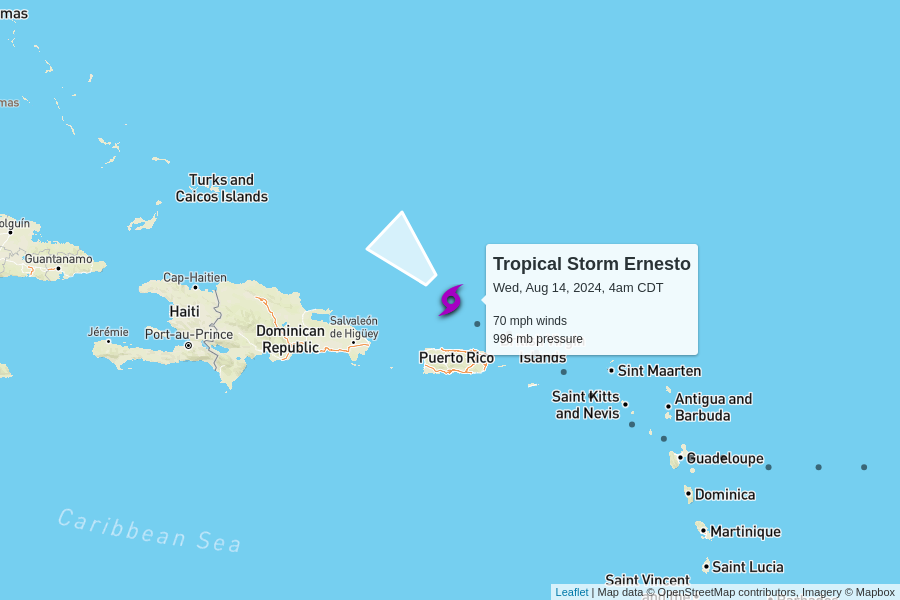 mas
mas
Turks and
Caicos Islands
olguín
Guantanamo
Cap-Haitien
Haiti
Jérémie
Port-au-Prince
Dominican
Republic
Salvaleón
de Higüey
Puerto Rico
Tropical Storm Ernesto
Wed, Aug 14, 2024, 4am CDT
70 mph winds
996 mb pressure
Islands
Sint Maarten
Saint Kitts
and Nevis
Antigua and
Barbuda
Guadeloupe
Dominica
Martinique
Saint Lucia
Saint Vincent
Caribbean Sea
Leaflet | Map data © OpenStreetMap contributors, Imagery © Mapbox